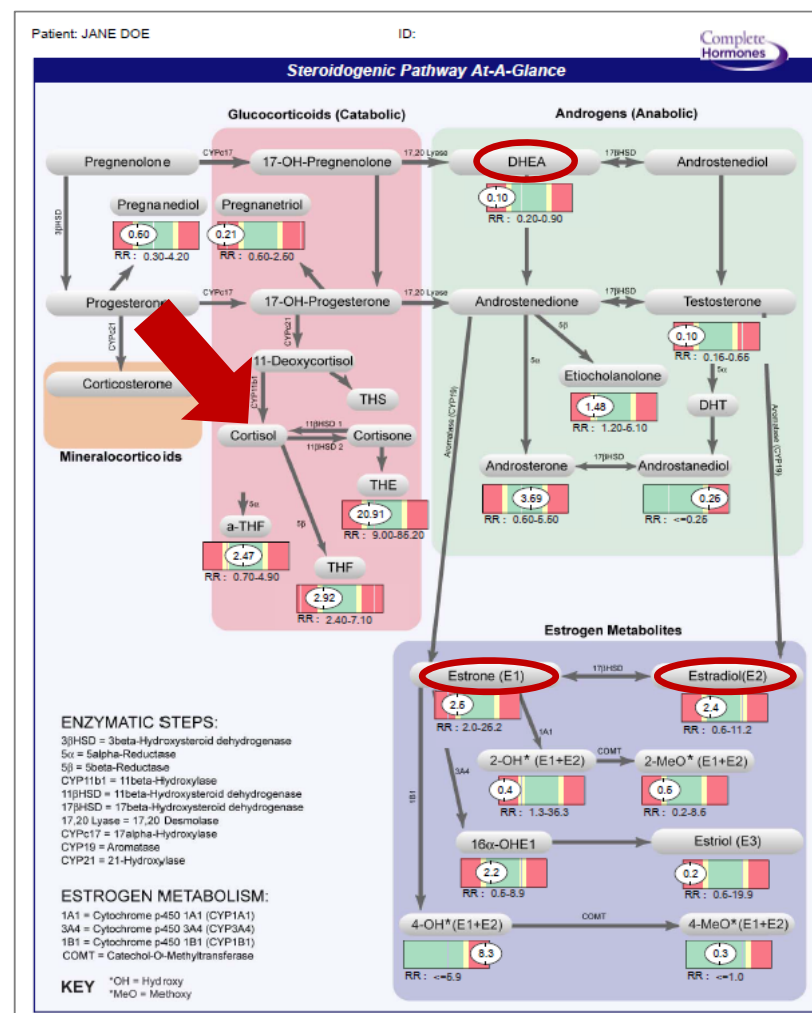 Patient: JANE DOE
ID:
Complete
Hormones
Steroidogenic Pathway At-A-Glance
Glucocorticoids (Catabolic)
Androgens (Anabolic)
Pregnenolone
CYPc17
17-OH-Pregnenolone
17,20 Lyase
DHEA
17βHSD
Androstenediol
0.10
RR : 0.20-0.90
3βHSD
Pregnanediol
0.60
RR : 0.30-4.20
Pregnanetriol
0.21
RR : 0.50-2.50
Progesterone
CYPc17
17-OH-Progesterone
17,20 Lyase
Androstenedione
17βHSD
Testosterone
0.10
RR : 0.16-0.55
CYPc21
CYPc21
11-Deoxycortisol
5β
5α
5α
Etiocholanolone
1.48
RR : 1.20-5.10
DHT
Corticosterone
Mineralocorticoids
CYP11b1
THS
Cortisol
11βHSD 1
11βHSD 2
Cortisone
Aromatase (CYP19)
Aromatase (CYP19)
Androsterone
17βHSD
Androstanediol
3.69
RR : 0.60-5.50
0.26
RR : <=0.25
THE
20.91
RR : 9.00-85.20
5α
5β
a-THF
2.47
RR : 0.70-4.90
THF
2.92
RR : 2.40-7.10
Estrogen Metabolites
Estrone (E1)
17βHSD
Estradiol(E2)
2.5
RR : 2.0-26.2
2.4
RR : 0.6-11.2
1A1
3A4
1B1
2-OH* (E1+E2)
COMT
2-MeO* (E1+E2)
0.4
RR : 1.3-36.3
0.5
RR : 0.2-8.5
16α-OHE1
Estriol (E3)
2.2
RR : 0.6-8.9
0.2
RR : 0.6-19.9
4-OH*(E1+E2)
COMT
4-MeO*(E1+E2)
8.3
RR : <=5.9
0.3
RR : <=1.0
ENZYMATIC STEPS:
3βHSD = 3beta-Hydroxysteroid dehydrogenase
5α = 5alpha-Reductase
5β = 5beta-Reductase
CYP11b1 = 11beta-Hydroxylase
11βHSD = 11beta-Hydroxysteroid dehydrogenase
17βHSD = 17beta-Hydroxysteroid dehydrogenase
17,20 Lyase = 17,20 Desmolase
CYPc17 = 17alpha-Hydroxylase
CYP19 = Aromatase
CYP21 = 21-Hydroxylase
ESTROGEN METABOLISM:
1A1 = Cytochrome p450 1A1 (CYP1A1)
3A4 = Cytochrome p450 3A4 (CYP3A4)
1B1 = Cytochrome p450 1B1 (CYP1B1)
COMT = Catechol-O-Methyltransferase
KEY
*OH = Hydroxy
*MeO = Methoxy